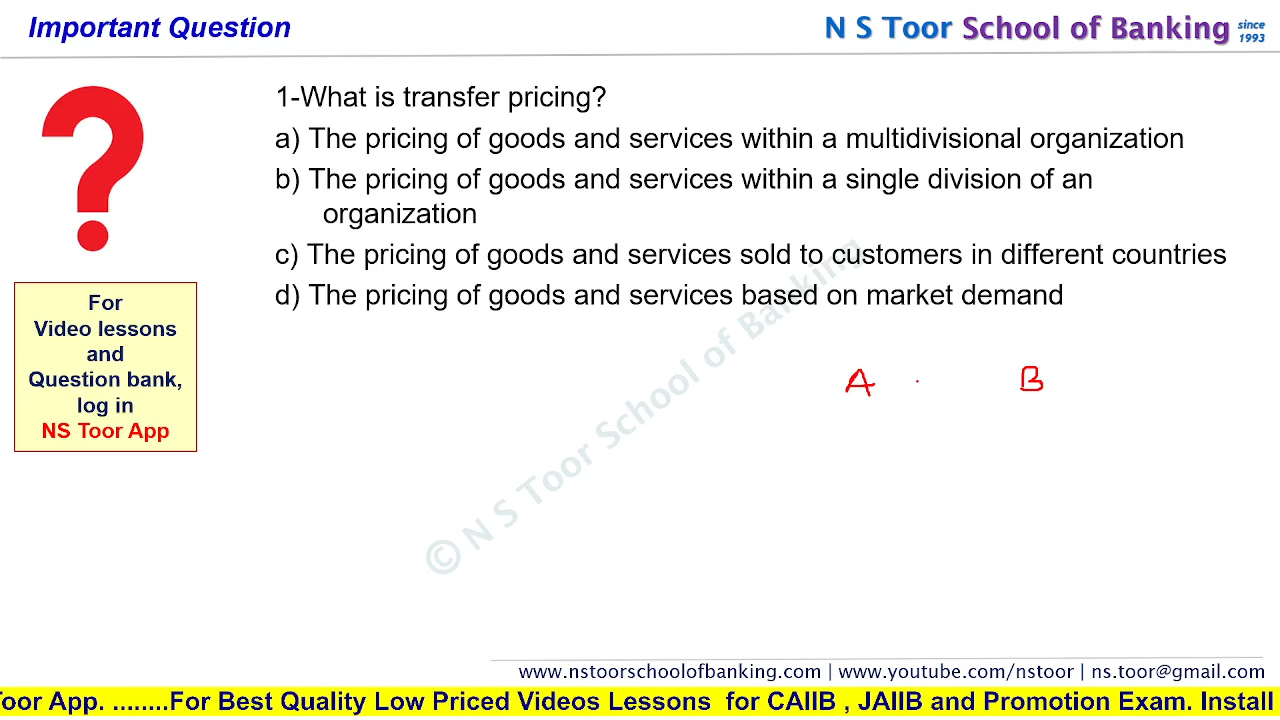 Important Question
N S Toor School of Banking since 1993
1-What is transfer pricing?
a) The pricing of goods and services within a multidivisional organization
b) The pricing of goods and services within a single division of an
organization
c) The pricing of goods and services sold to customers in different countries
d) The pricing of goods and services based on market demand
For
Video lessons
and
Question bank,
log in
NS Toor App
A B
© N S Toor School of Banking
www.nstoorschoolofbanking.com | www.youtube.com/nstoor | ns.toor@gmail.com
Toor App. ........For Best Quality Low Priced Videos Lessons for CAIIB , JAIIB and Promotion Exam. Install